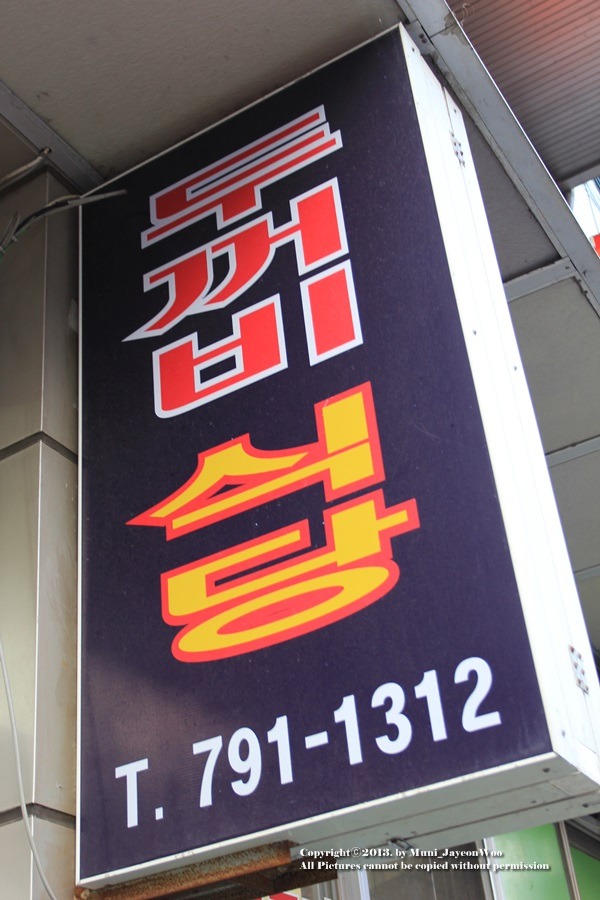 두꺼비
식당
T. 791-1312
Copyright©2013. by Muni_JayeonWoo
All Pictures cannot be copied without permission